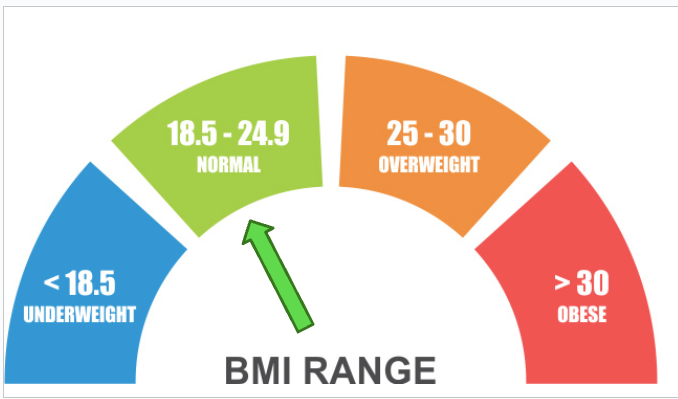 < 18.5
UNDERWEIGHT
18.5 - 24.9
NORMAL
25 - 30
OVERWEIGHT
> 30
OBESE
BMI RANGE